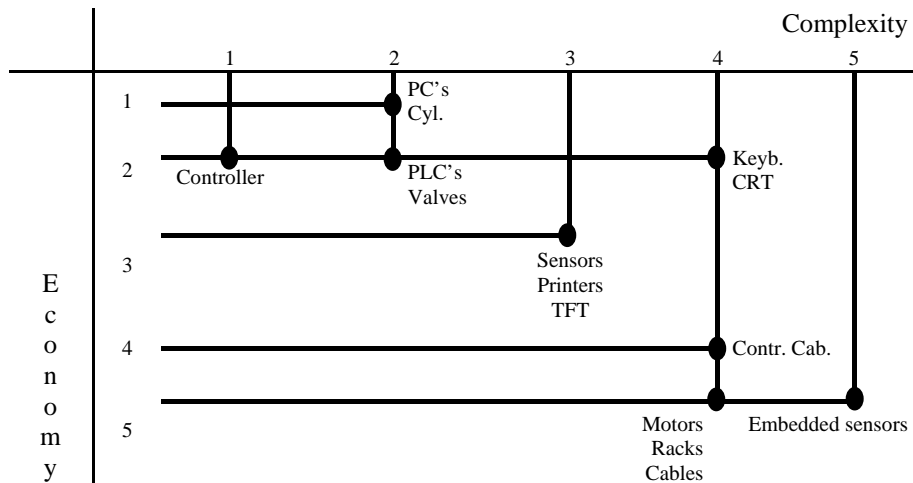 Complexity
1 2 3 4 5
1
PC's
Cyl.
2
Controller
PLC's
Valves
Keyb.
CRT
3
Sensors
Printers
TFT
E
c
o
n
o
m
y
4
Contr. Cab.
5
Motors
Racks
Cables
Embedded sensors